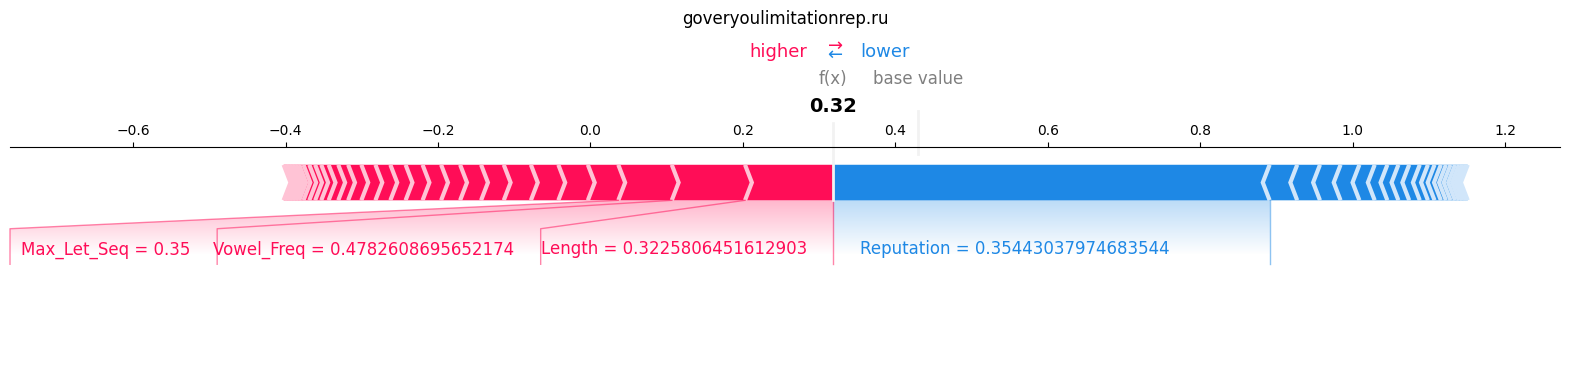 goveryoulimitationrep.ru
higher ⇄ lower
f(x) base value
0.32
−0.6 −0.4 −0.2 0.0 0.2 0.4 0.6 0.8 1.0 1.2
Max_Let_Seq = 0.35 Vowel_Freq = 0.4782608695652174 Length = 0.3225806451612903 Reputation = 0.35443037974683544